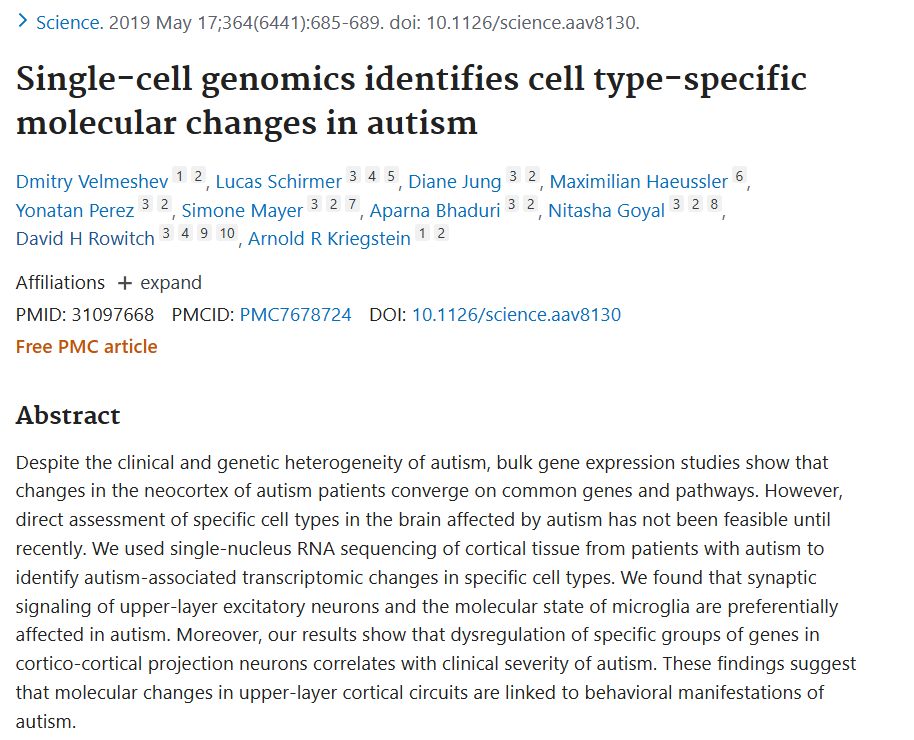 > Science. 2019 May 17;364(6441):685-689. doi: 10.1126/science.aav8130.
Single-cell genomics identifies cell type-specific
molecular changes in autism
Dmitry Velmeshev 1 2, Lucas Schirmer 3 4 5, Diane Jung 3 2, Maximilian Haeussler 6,
Yonatan Perez 3 2, Simone Mayer 3 2 7, Aparna Bhaduri 3 2, Nitasha Goyal 3 2 8,
David H Rowitch 3 4 9 10, Arnold R Kriegstein 1 2
Affiliations + expand
PMID: 31097668 PMCID: PMC7678724 DOI: 10.1126/science.aav8130
Free PMC article
Abstract
Despite the clinical and genetic heterogeneity of autism, bulk gene expression studies show that
changes in the neocortex of autism patients converge on common genes and pathways. However,
direct assessment of specific cell types in the brain affected by autism has not been feasible until
recently. We used single-nucleus RNA sequencing of cortical tissue from patients with autism to
identify autism-associated transcriptomic changes in specific cell types. We found that synaptic
signaling of upper-layer excitatory neurons and the molecular state of microglia are preferentially
affected in autism. Moreover, our results show that dysregulation of specific groups of genes in
cortico-cortical projection neurons correlates with clinical severity of autism. These findings suggest
that molecular changes in upper-layer cortical circuits are linked to behavioral manifestations of
autism.